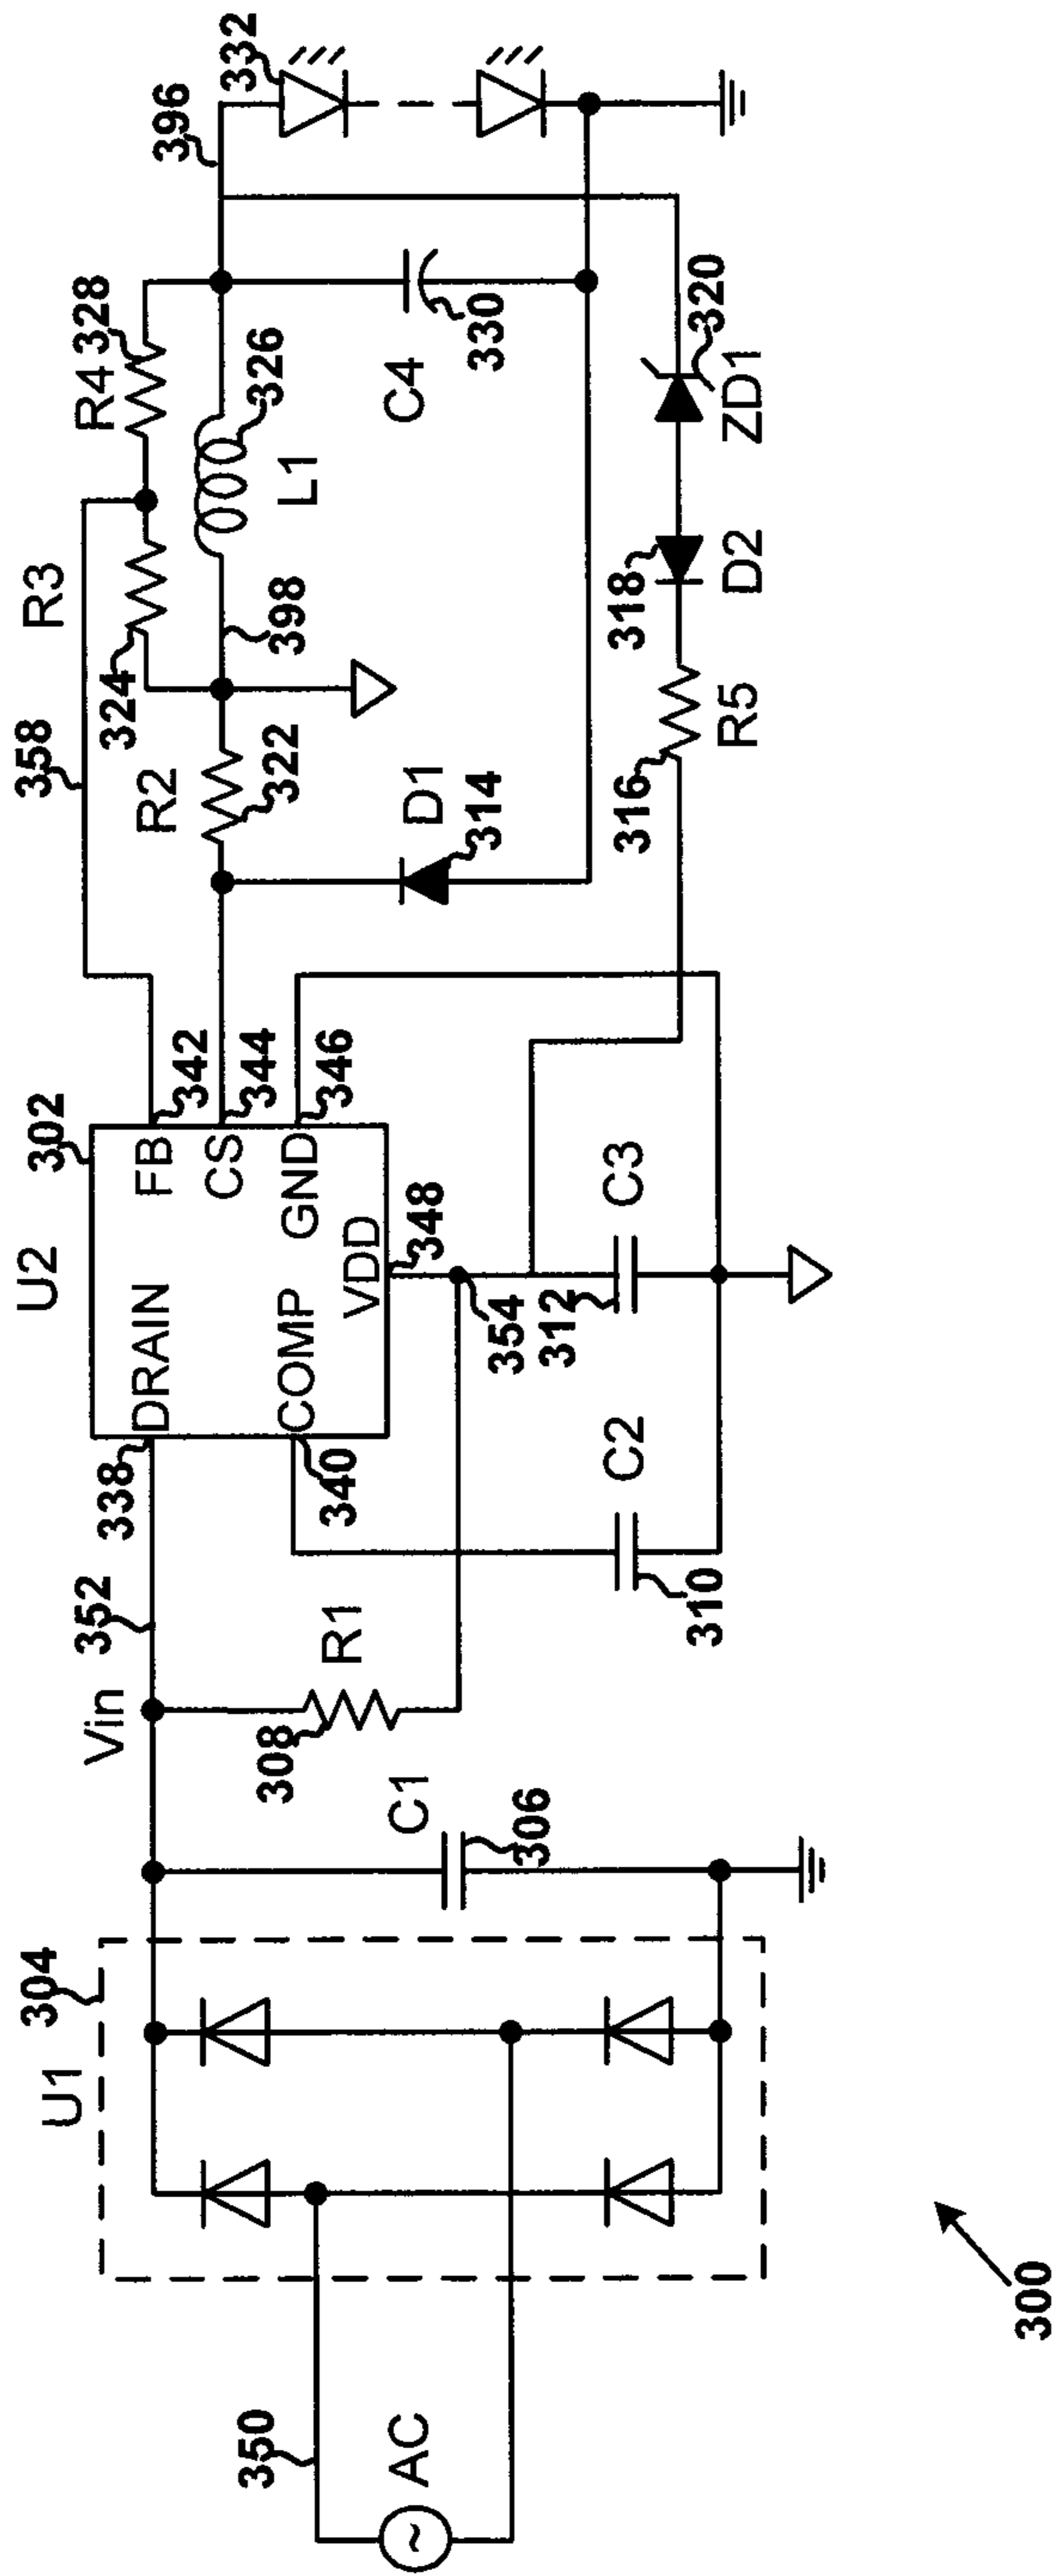 300
350
AC
U1
304
C1
306
Vin
352
308
R1
310
C2
U2
302
338
DRAIN
340
COMP
FB
342
CS
344
GND
346
VDD
348
354
312
C3
358
R2
322
D1
314
324
R3
398
L1
326
R4
328
C4
330
316
R5
318
D2
ZD1
320
396
332
~